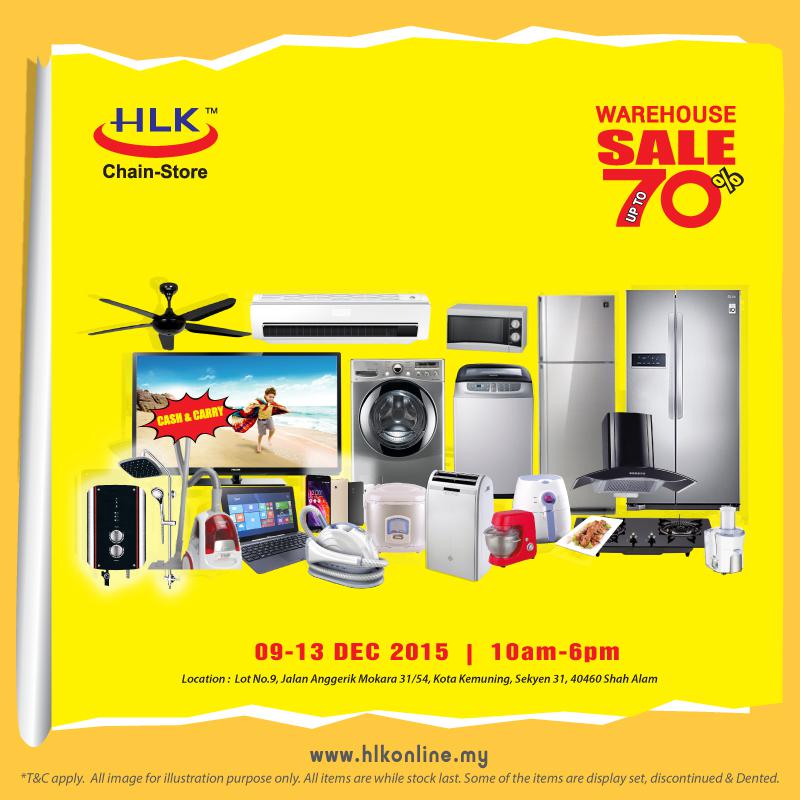 HLK™
Chain-Store
WAREHOUSE
SALE
UP TO 70%
CASH & CARRY
09-13 DEC 2015 | 10am-6pm
Location : Lot No.9, Jalan Anggerik Mokara 31/54, Kota Kemuning, Sekyen 31, 40460 Shah Alam
www.hlkonline.my
*T&C apply. All image for illustration purpose only. All items are while stock last. Some of the items are display set, discontinued & Dented.